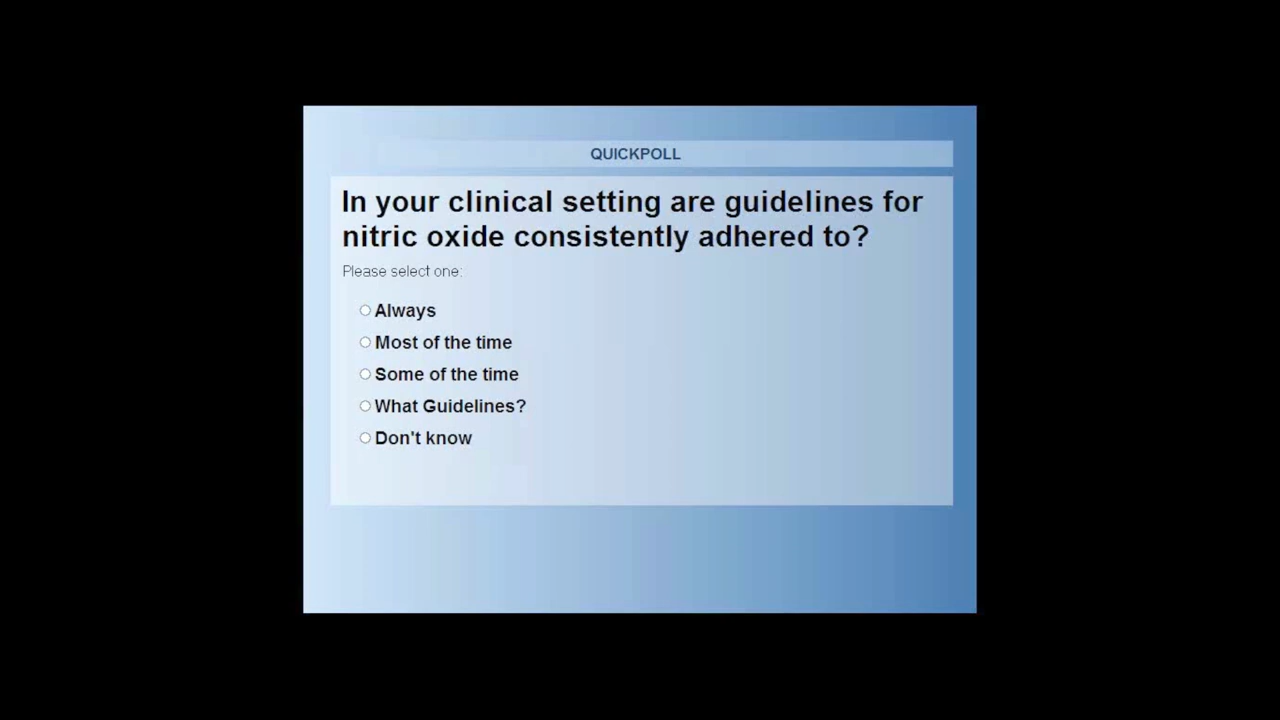 QUICKPOLL
In your clinical setting are guidelines for
nitric oxide consistently adhered to?
Please select one:
Always
Most of the time
Some of the time
What Guidelines?
Don't know